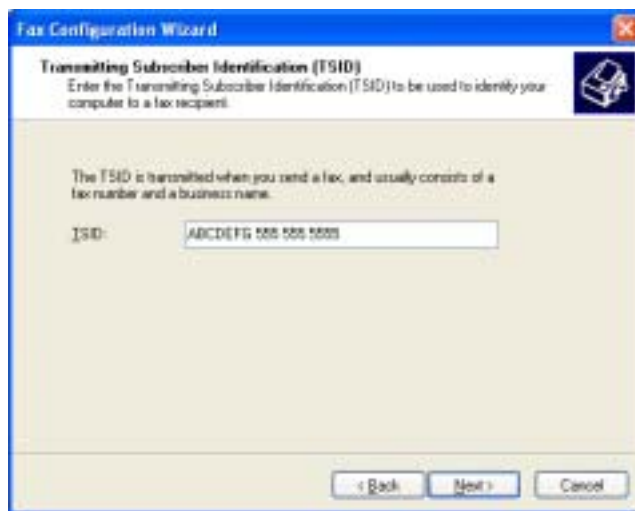 Fax Configuration Wizard
Transmitting Subscriber Identification (TSID)
Enter the Transmitting Subscriber Identification (TSID) to be used to identify your
computer to a fax recipient.
The TSID is transmitted when you send a fax, and usually consists of a
fax number and a business name.
TSID:
ABCDEFG 555 555 5555
< Back
Next >
Cancel